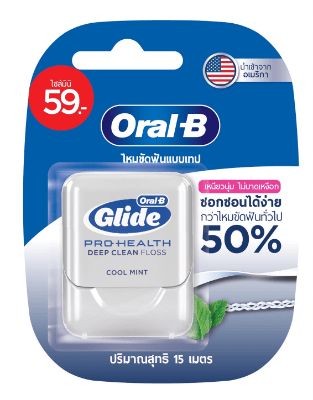 ไซส์มินิ
59.-
นำเข้าจาก
อเมริกา
Oral-B
ไหมขัดฟันแบบเทป
เหนียวนุ่ม ไม่บาดเหงือก
ซอกซอนได้ง่าย
กว่าไหมขัดฟันทั่วไป
50%
Oral-B
Glide
PRO-HEALTH
DEEP CLEAN FLOSS
COOL MINT
ปริมาณสุทธิ 15 เมตร